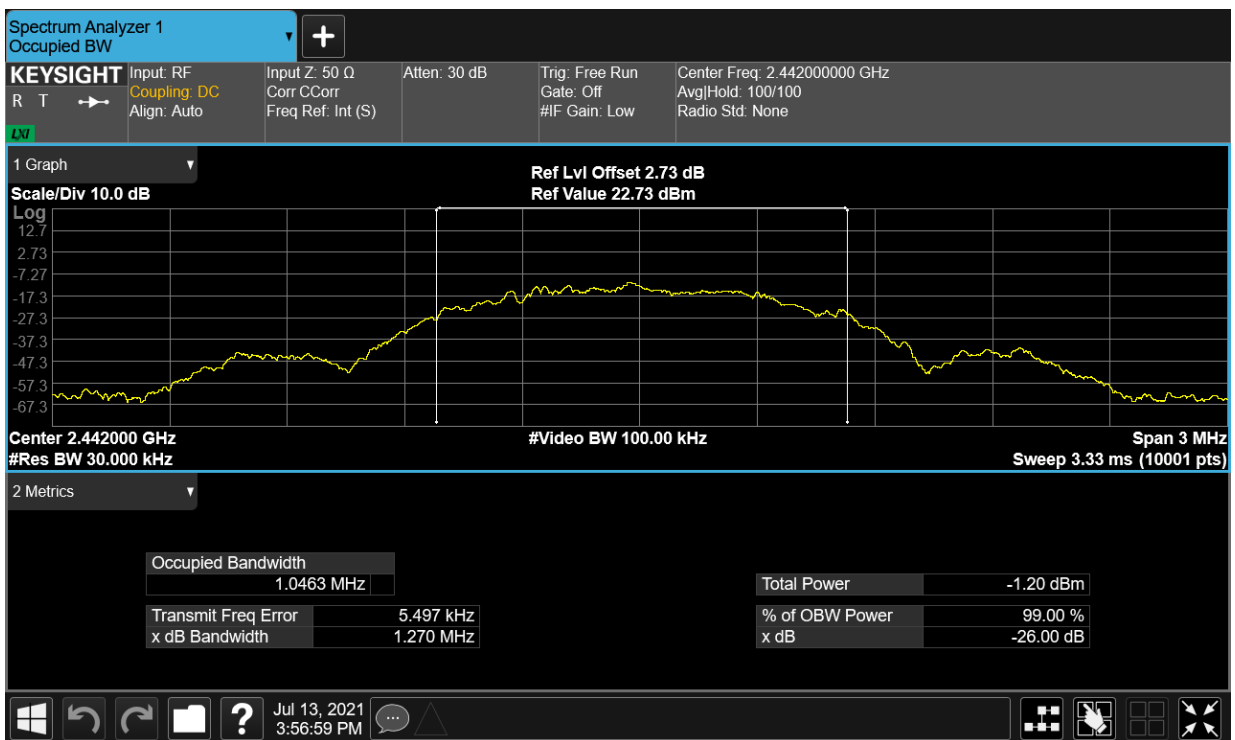 Spectrum Analyzer 1
Occupied BW
KEYSIGHT
R T
LXI
Input: RF
Coupling: DC
Align: Auto
Input Z: 50 Ω
Corr CCorr
Freq Ref: Int (S)
Atten: 30 dB
Trig: Free Run
Gate: Off
#IF Gain: Low
Center Freq: 2.442000000 GHz
Avg|Hold: 100/100
Radio Std: None
1 Graph
Scale/Div 10.0 dB
Ref Lvl Offset 2.73 dB
Ref Value 22.73 dBm
Log
12.7
2.73
-7.27
-17.3
-27.3
-37.3
-47.3
-57.3
-67.3
Center 2.442000 GHz
#Res BW 30.000 kHz
#Video BW 100.00 kHz
Span 3 MHz
Sweep 3.33 ms (10001 pts)
2 Metrics
Occupied Bandwidth
1.0463 MHz
Transmit Freq Error 5.497 kHz
x dB Bandwidth 1.270 MHz
Total Power -1.20 dBm
% of OBW Power 99.00 %
x dB -26.00 dB
?
Jul 13, 2021
3:56:59 PM